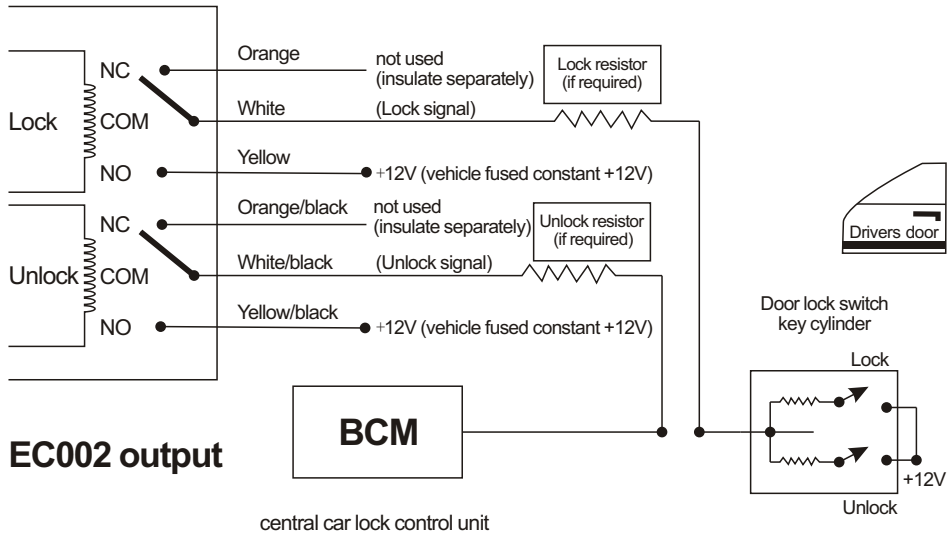 Orange
not used
(insulate separately)
Lock resistor
(if required)
NC
White
(Lock signal)
Lock
COM
Yellow
NO
+12V (vehicle fused constant +12V)
Orange/black
not used
(insulate separately)
Unlock resistor
(if required)
NC
Drivers door
White/black
(Unlock signal)
Unlock
COM
Yellow/black
NO
+12V (vehicle fused constant +12V)
Door lock switch
key cylinder
Lock
BCM
EC002 output
+12V
Unlock
central car lock control unit